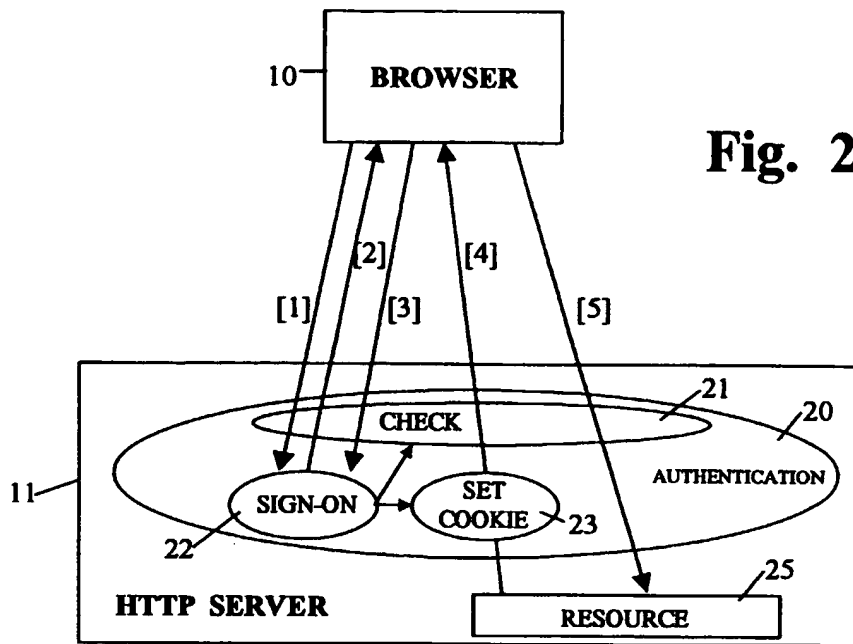 10
BROWSER
Fig. 2
[1]
[2]
[3]
[4]
[5]
21
20
CHECK
AUTHENTICATION
11
SIGN-ON
SET
COOKIE
22
23
25
HTTP SERVER
RESOURCE